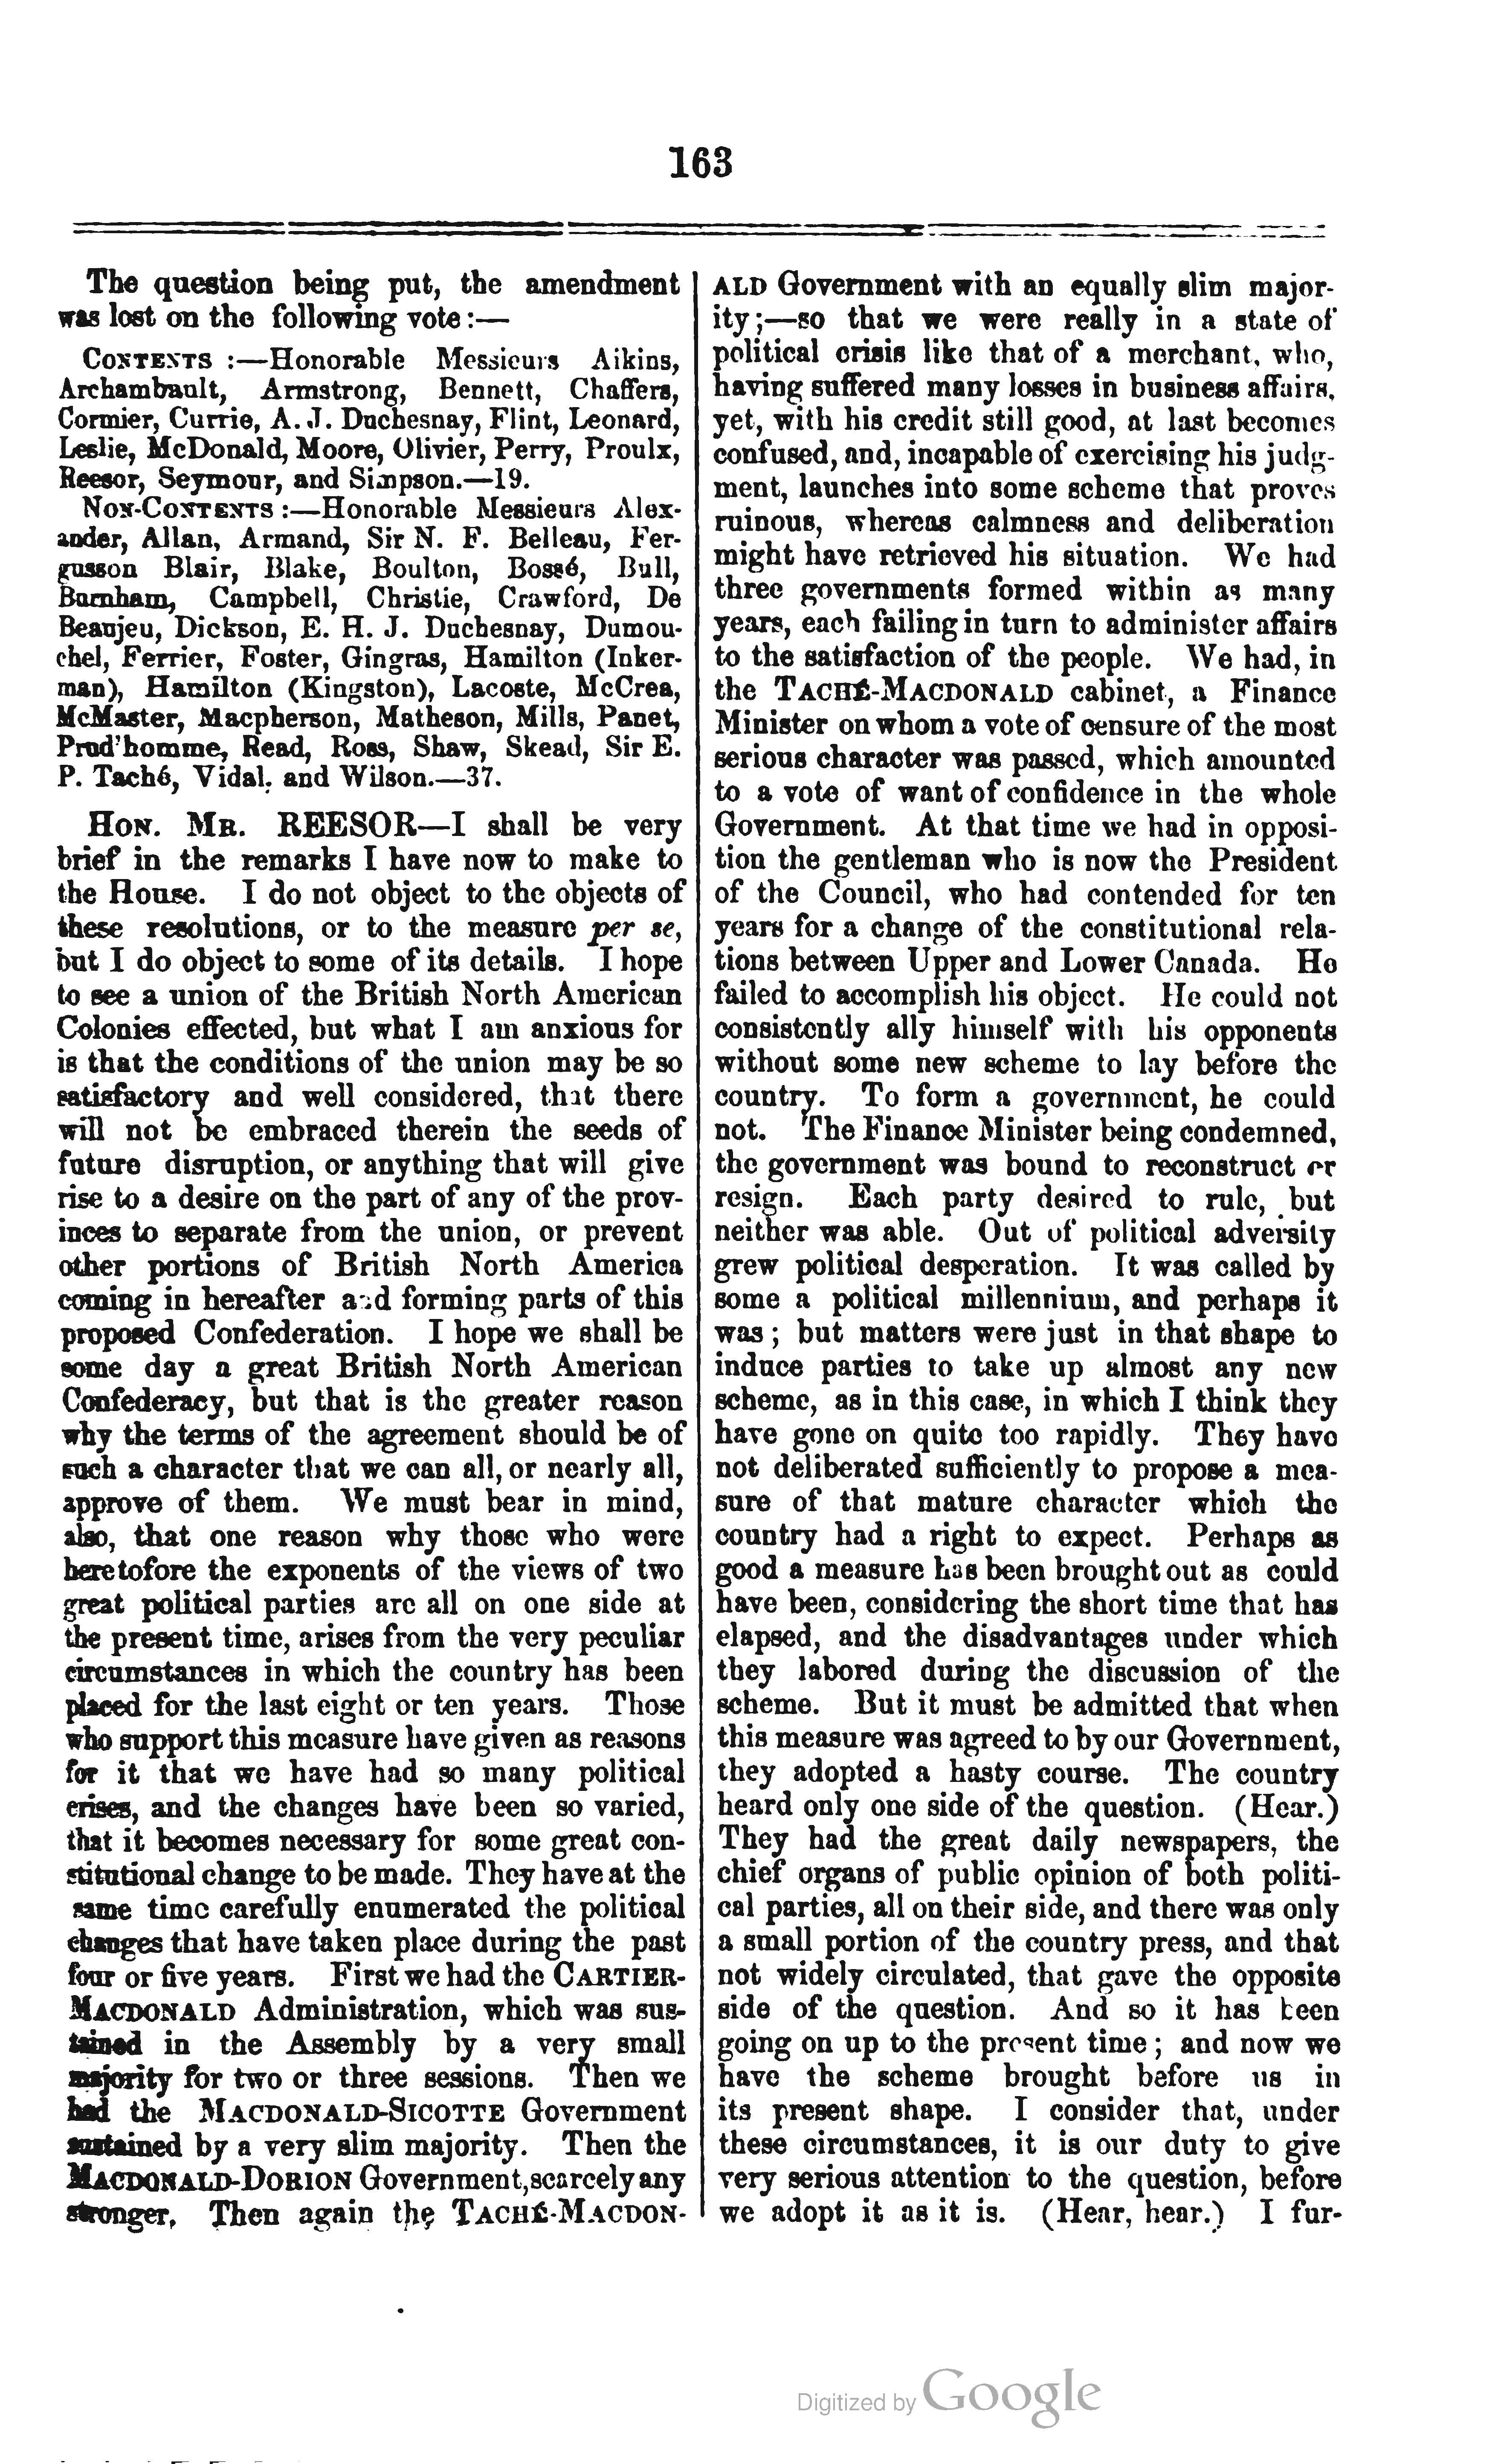 163
The question being put, the amendment
was lost on the following vote:—
CONTENTS :—Honorable Messieurs Aikins,
Archambault, Armstrong, Bennett, Chaffers,
Cormier, Currie, A. J. Duchesnay, Flint, Leonard,
Leslie, McDonald, Moore, Olivier, Perry, Proulx,
Reesor, Seymour, and Simpson.—19.
NON-CONTENTS:—Honorable Messieurs Alex-
ander, Allan, Armand, Sir N. F. Belleau, Fer-
gusson Blair, Blake, Boulton, Bossé, Bull,
Burnham, Campbell, Christie, Crawford, De
Beaujeu, Dickson, E. H. J. Duchesnay, Dumou-
chel, Ferrier, Foster, Gingras, Hamilton (Inker-
man), Hamilton (Kingston), Lacoste, McCrea,
McMaster, Macpherson, Matheson, Mills, Panet,
Prud'homme, Read, Ross, Shaw, Skead, Sir E.
P. Taché, Vidal, and Wilson.—37.
HON. MR. REESOR—I shall be very
brief in the remarks I have now to make to
the House. I do not object to the objects of
these resolutions, or to the measure per se,
but I do object to some of its details. I hope
to see a union of the British North American
Colonies effected, but what I am anxious for
is that the conditions of the union may be so
satisfactory and well considered, that there
will not be embraced therein the seeds of
future disruption, or anything that will give
rise to a desire on the part of any of the prov-
inces to separate from the union, or prevent
other portions of British North America
coming in hereafter and forming parts of this
proposed Confederation. I hope we shall be
some day a great British North American
Confederacy, but that is the greater reason
why the terms of the agreement should be of
such a character that we can all, or nearly all,
approve of them. We must bear in mind,
also, that one reason why those who were
heretofore the exponents of the views of two
great political parties are all on one side at
the present time, arises from the very peculiar
circumstances in which the country has been
placed for the last eight or ten years. Those
who support this measure have given as reasons
for it that we have had so many political
crises, and the changes have been so varied,
that it becomes necessary for some great con-
stitutional change to be made. They have at the
same time carefully enumerated the political
changes that have taken place during the past
four or five years. First we had the CARTIER-
MACDONALD Administration, which was sus-
tained in the Assembly by a very small
majority for two or three sessions. Then we
had the MACDONALD-SICOTTE Government
sustained by a very slim majority. Then the
MACDONALD-DORION Government, scarcely any
stronger. Then again the TACHÉ-MACDON-
ALD Government with an equally slim major-
ity;—so that we were really in a state of
political crisis like that of a merchant, who,
having suffered many losses in business affairs,
yet, with his credit still good, at last becomes
confused, and, incapable of exercising his judg-
ment, launches into some scheme that proves
ruinous, whereas calmness and deliberation
might have retrieved his situation. We had
three governments formed within as many
years, each failing in turn to administer affairs
to the satisfaction of the people. We had, in
the TACHÉ-MACDONALD cabinet, a Finance
Minister on whom a vote of censure of the most
serious character was passed, which amounted
to a vote of want of confidence in the whole
Government. At that time we had in opposi-
tion the gentleman who is now the President
of the Council, who had contended for ten
years for a change of the constitutional rela-
tions between Upper and Lower Canada. He
failed to accomplish his object. He could not
consistently ally himself with his opponents
without some new scheme to lay before the
country. To form a government, he could
not. The Finance Minister being condemned,
the government was bound to reconstruct or
resign. Each party desired to rule, but
neither was able. Out of political adversity
grew political desperation. It was called by
some a political millennium, and perhaps it
was; but matters were just in that shape to
induce parties to take up almost any new
scheme, as in this case, in which I think they
have gone on quite too rapidly. They have
not deliberated sufficiently to propose a mea-
sure of that mature character which the
country had a right to expect. Perhaps as
good a measure has been brought out as could
have been, considering the short time that has
elapsed, and the disadvantages under which
they labored during the discussion of the
scheme. But it must be admitted that when
this measure was agreed to by our Government,
they adopted a hasty course. The country
heard only one side of the question. (Hear.)
They had the great daily newspapers, the
chief organs of public opinion of both politi-
cal parties, all on their side, and there was only
a small portion of the country press, and that
not widely circulated, that gave the opposite
side of the question. And so it has been
going on up to the present time; and now we
have the scheme brought before us in
its present shape. I consider that, under
these circumstances, it is our duty to give
very serious attention to the question, before
we adopt it as it is. (Hear, hear.) I fur-
Digitized by Google